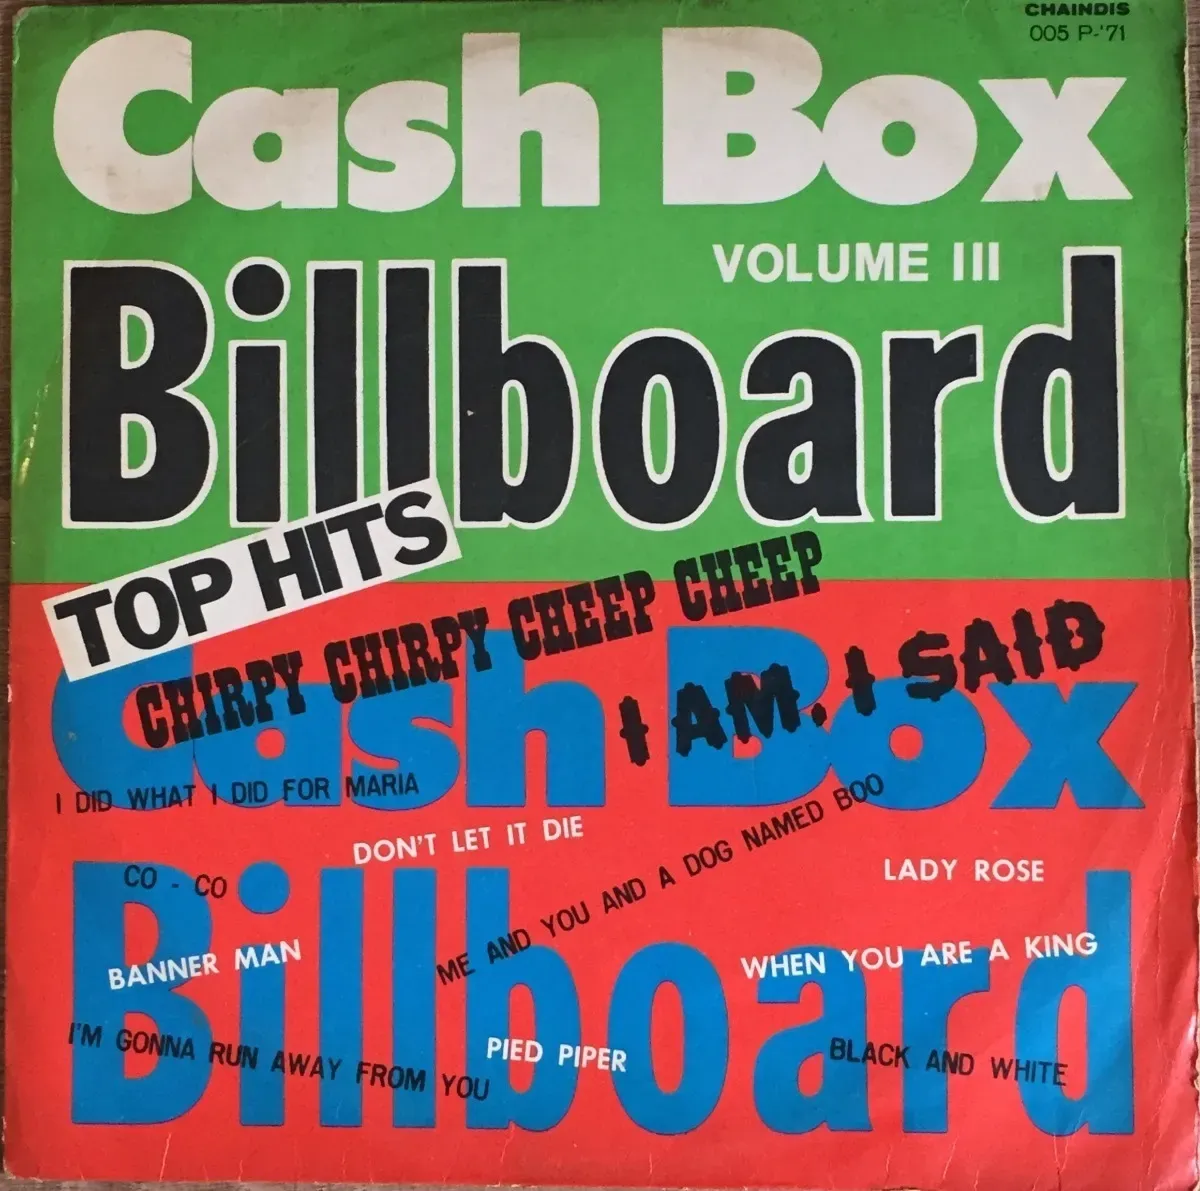 CHAINDIS
005 P-'71
Cash Box
VOLUME III
Billboard
TOP HITS
CHIRPY CHIRPY CHEEP CHEEP
I AM, I SAID
Cash Box
I DID WHAT I DID FOR MARIA
DON'T LET IT DIE
ME AND YOU AND A DOG NAMED BOO
LADY ROSE
CO - CO
Billboard
BANNER MAN
WHEN YOU ARE A KING
I'M GONNA RUN AWAY FROM YOU
PIED PIPER
BLACK AND WHITE